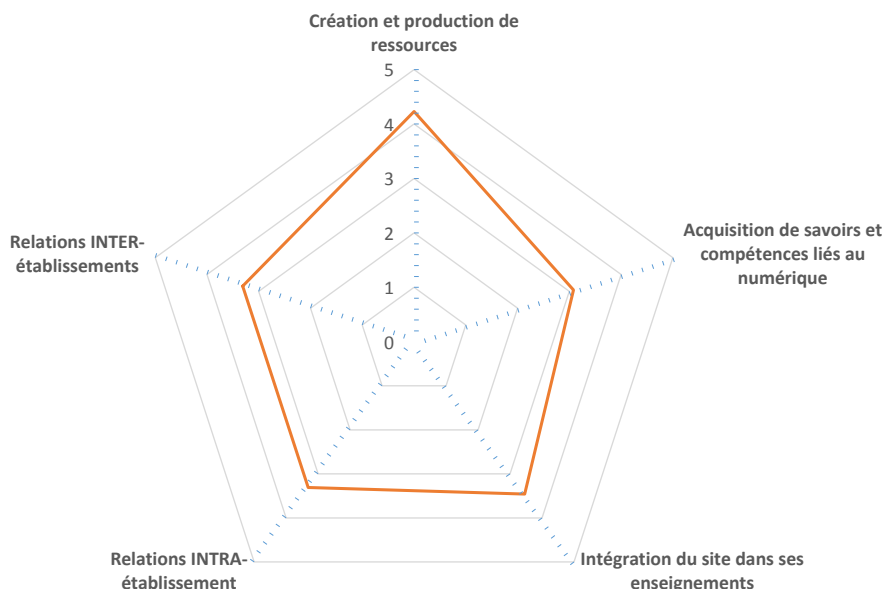 Création et production de
ressources
5
4
3
2
1
0
Acquisition de savoirs et
compétences liés au
numérique
Relations INTER-
établissements
Relations INTRA-
établissement
Intégration du site dans ses
enseignements